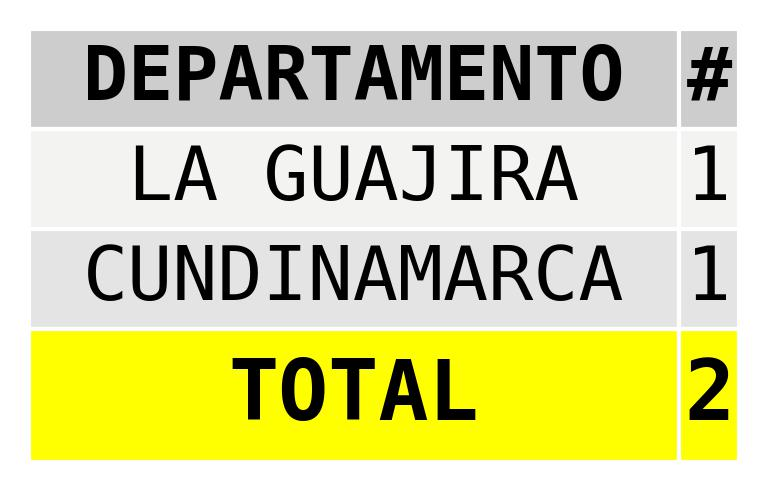 DEPARTAMENTO #
LA GUAJIRA 1
CUNDINAMARCA 1
TOTAL 2